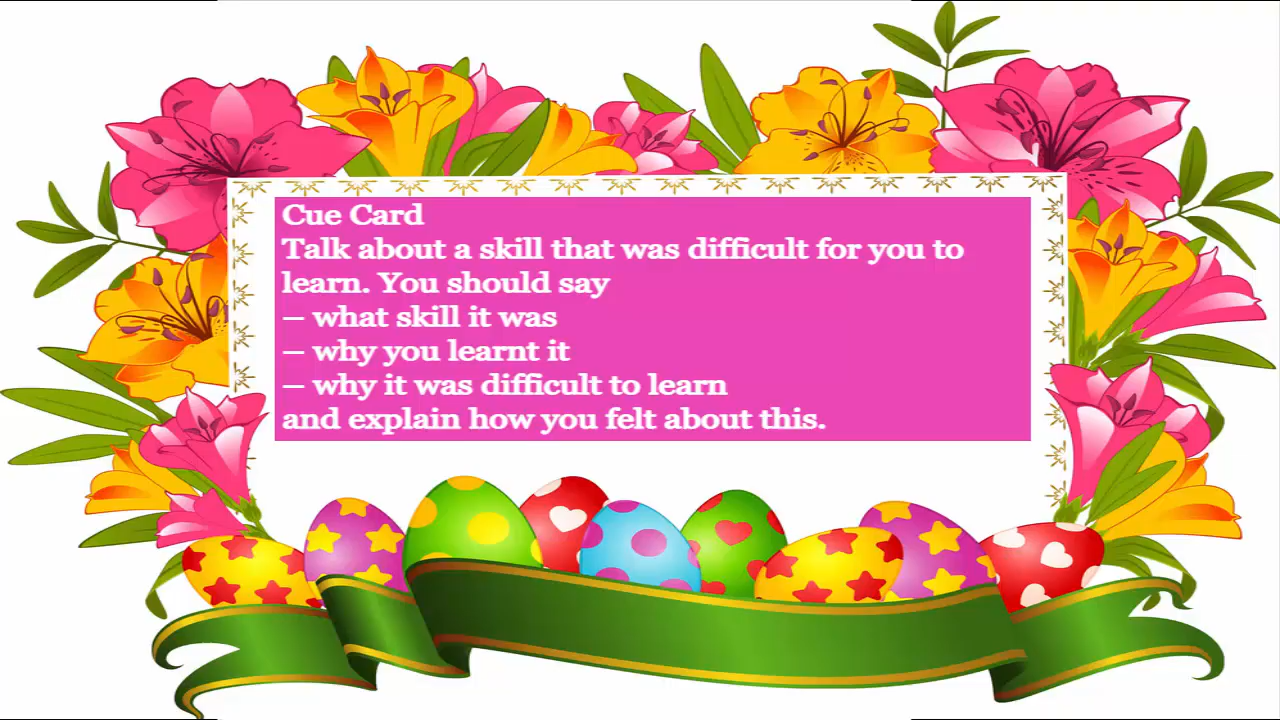 Cue Card
Talk about a skill that was difficult for you to
learn. You should say
– what skill it was
– why you learnt it
– why it was difficult to learn
and explain how you felt about this.